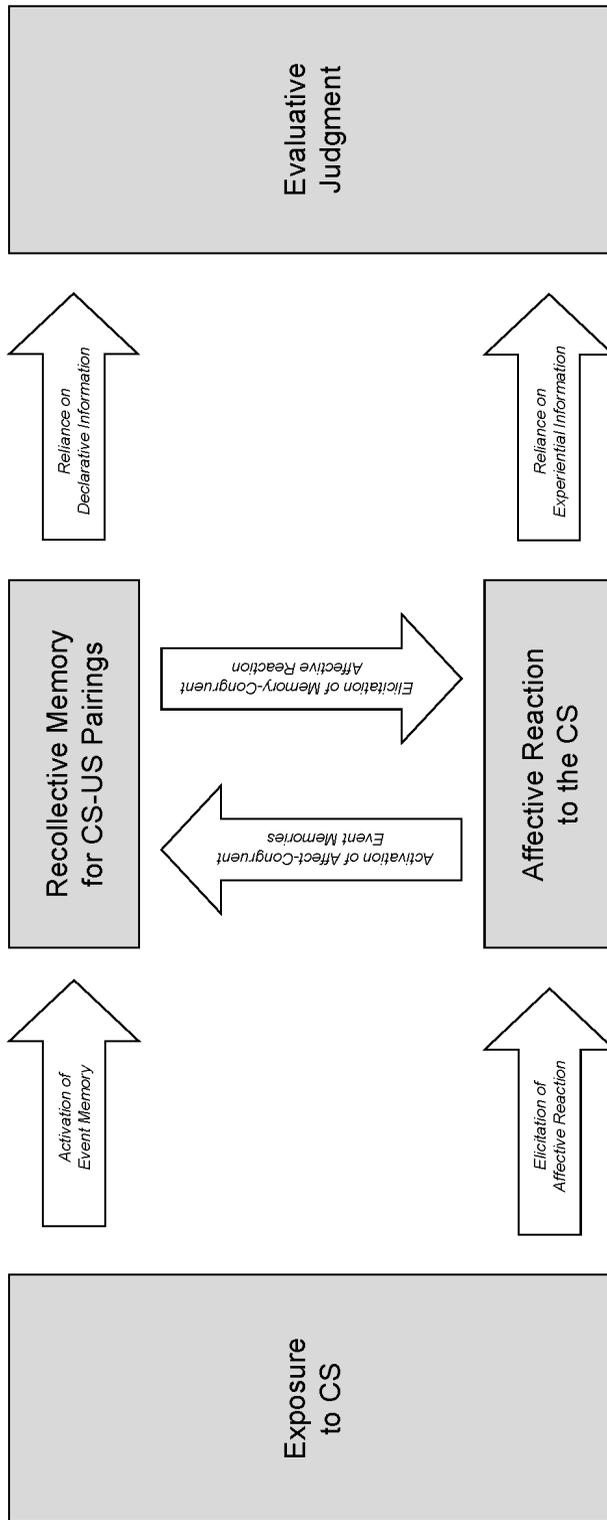 Exposure
to CS
Activation of
Event Memory
Elicitation of
Affective Reaction
Recollective Memory
for CS-US Pairings
Activation of Affect-Congruent
Event Memories
Elicitation of Memory-Congruent
Affective Reaction
Affective Reaction
to the CS
Reliance on
Declarative Information
Reliance on
Experiential Information
Evaluative
Judgment